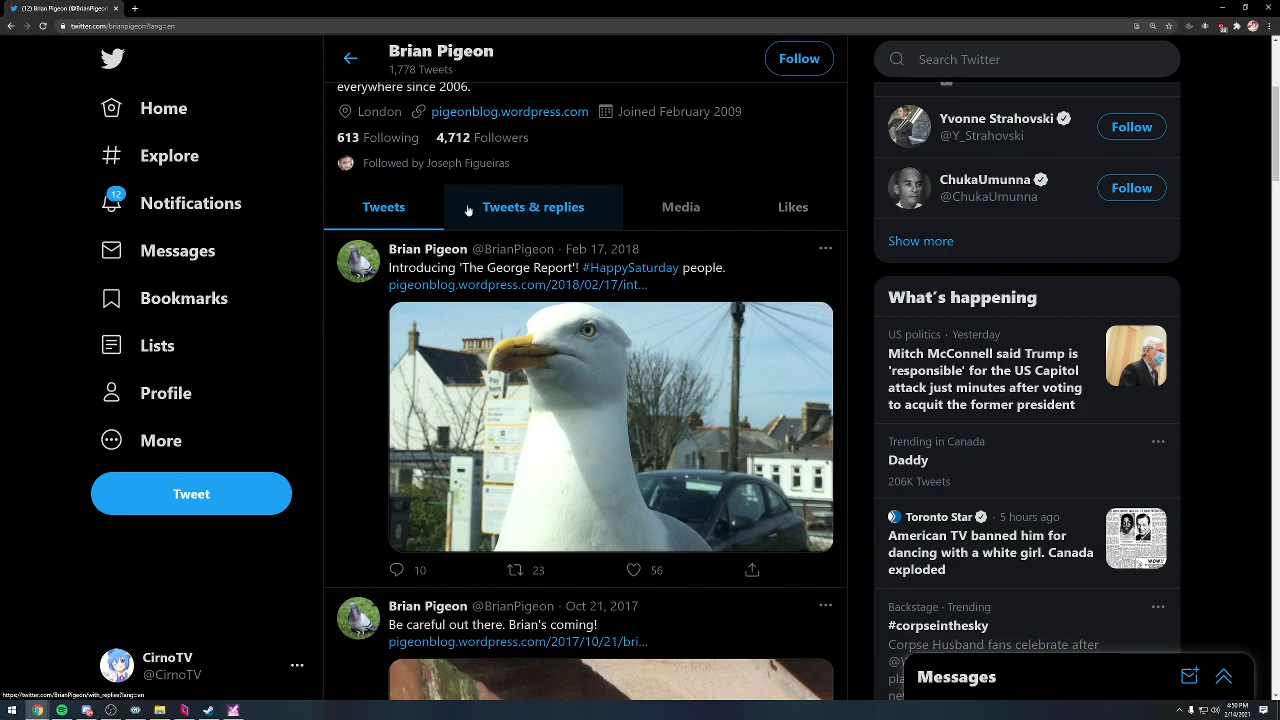 (12) Brian Pigeon (@BrianPigeon
twitter.com/brianpigeon?lang=en
Home
Explore
12
Notifications
Messages
Bookmarks
Lists
Profile
More
Tweet
CirnoTV
@CirnoTV
https://twitter.com/BrianPigeon/with_replies?lang=en
Brian Pigeon
1,778 Tweets
Follow
everywhere since 2006.
London pigeonblog.wordpress.com Joined February 2009
613 Following 4,712 Followers
Followed by Joseph Figueiras
Tweets Tweets & replies Media Likes
Brian Pigeon @BrianPigeon · Feb 17, 2018
Introducing 'The George Report'! #HappySaturday people.
pigeonblog.wordpress.com/2018/02/17/int...
10 23 56
Brian Pigeon @BrianPigeon · Oct 21, 2017
Be careful out there. Brian's coming!
pigeonblog.wordpress.com/2017/10/21/bri...
Search Twitter
Yvonne Strahovski
@Y_Strahovski
Follow
ChukaUmunna
@ChukaUmunna
Follow
Show more
What's happening
US politics · Yesterday
Mitch McConnell said Trump is
'responsible' for the US Capitol
attack just minutes after voting
to acquit the former president
Trending in Canada
Daddy
206K Tweets
Toronto Star · 5 hours ago
American TV banned him for
dancing with a white girl. Canada
exploded
Backstage · Trending
#corpseinthesky
Corpse Husband fans celebrate after
Messages
4:50 PM
2/14/2021